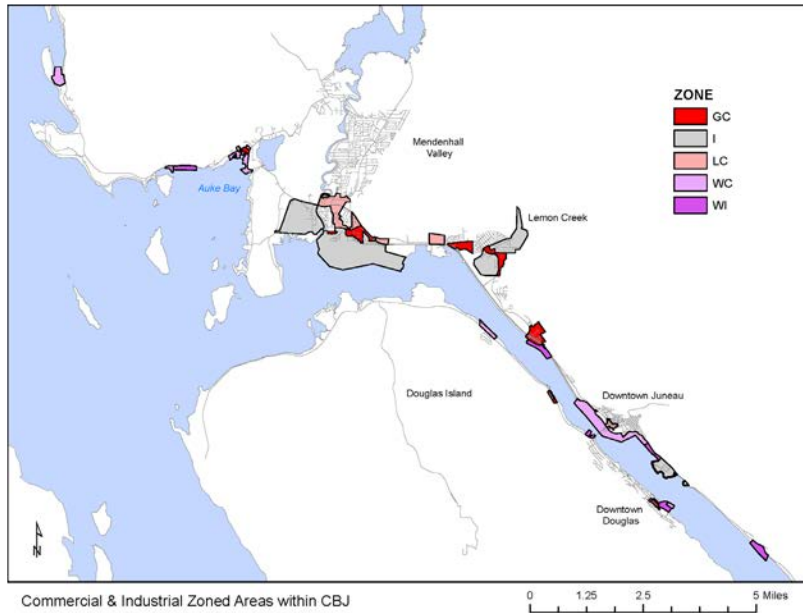 ZONE
GC
I
LC
WC
WI
Mendenhall
Valley
Auke Bay
Lemon Creek
Douglas Island
Downtown Juneau
Downtown
Douglas
N
Commercial & Industrial Zoned Areas within CBJ
0 1.25 2.5 5 Miles